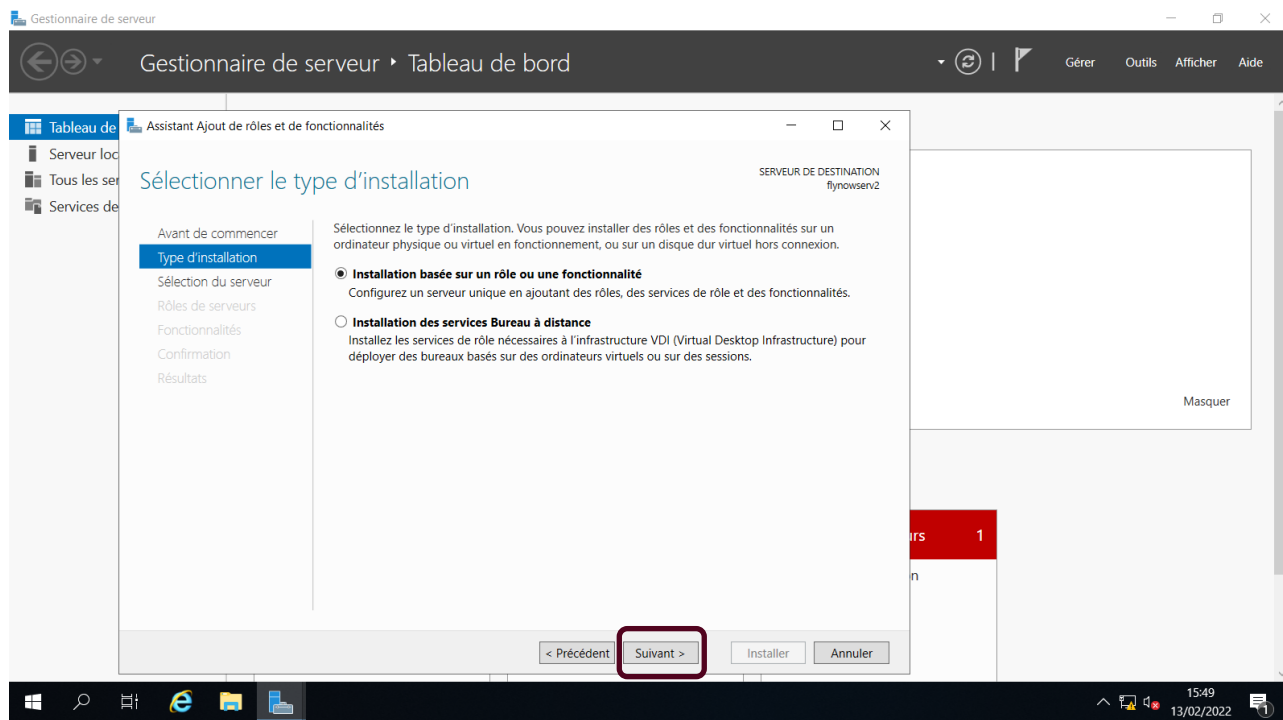 Gestionnaire de serveur
Gestionnaire de serveur ‣ Tableau de bord
Gérer Outils Afficher Aide
Tableau de
Serveur loc
Tous les ser
Services de
Assistant Ajout de rôles et de fonctionnalités
Sélectionner le type d'installation
SERVEUR DE DESTINATION
flynowserv2
Avant de commencer
Type d'installation
Sélection du serveur
Rôles de serveurs
Fonctionnalités
Confirmation
Résultats
Sélectionnez le type d'installation. Vous pouvez installer des rôles et des fonctionnalités sur un
ordinateur physique ou virtuel en fonctionnement, ou sur un disque dur virtuel hors connexion.
Installation basée sur un rôle ou une fonctionnalité
Configurez un serveur unique en ajoutant des rôles, des services de rôle et des fonctionnalités.
Installation des services Bureau à distance
Installez les services de rôle nécessaires à l'infrastructure VDI (Virtual Desktop Infrastructure) pour
déployer des bureaux basés sur des ordinateurs virtuels ou sur des sessions.
< Précédent Suivant > Installer Annuler
Masquer
urs 1
n
15:49
13/02/2022
1